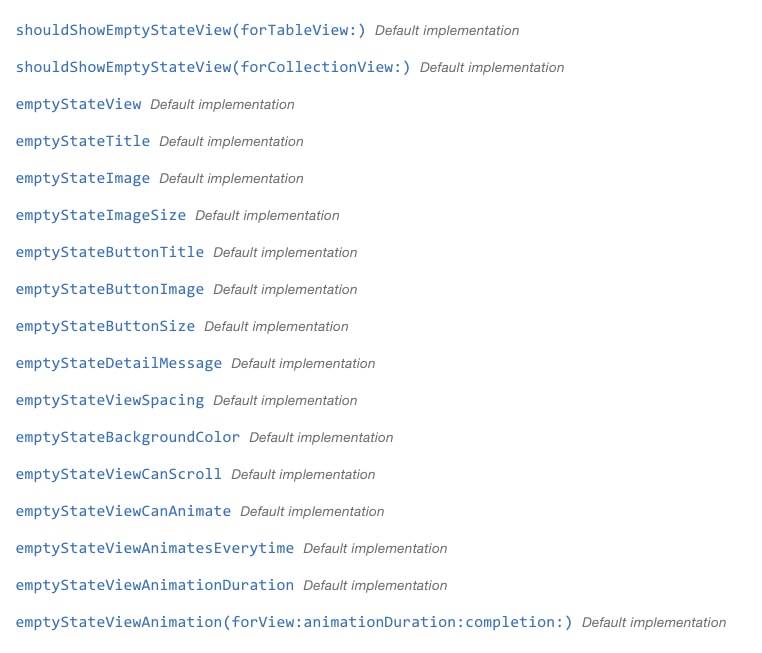 shouldShowEmptyStateView(forTableView:) Default implementation
shouldShowEmptyStateView(forCollectionView:) Default implementation
emptyStateView Default implementation
emptyStateTitle Default implementation
emptyStateImage Default implementation
emptyStateImageSize Default implementation
emptyStateButtonTitle Default implementation
emptyStateButtonImage Default implementation
emptyStateButtonSize Default implementation
emptyStateDetailMessage Default implementation
emptyStateViewSpacing Default implementation
emptyStateBackgroundColor Default implementation
emptyStateViewCanScroll Default implementation
emptyStateViewCanAnimate Default implementation
emptyStateViewAnimatesEverytime Default implementation
emptyStateViewAnimationDuration Default implementation
emptyStateViewAnimation(forView:animationDuration:completion:) Default implementation